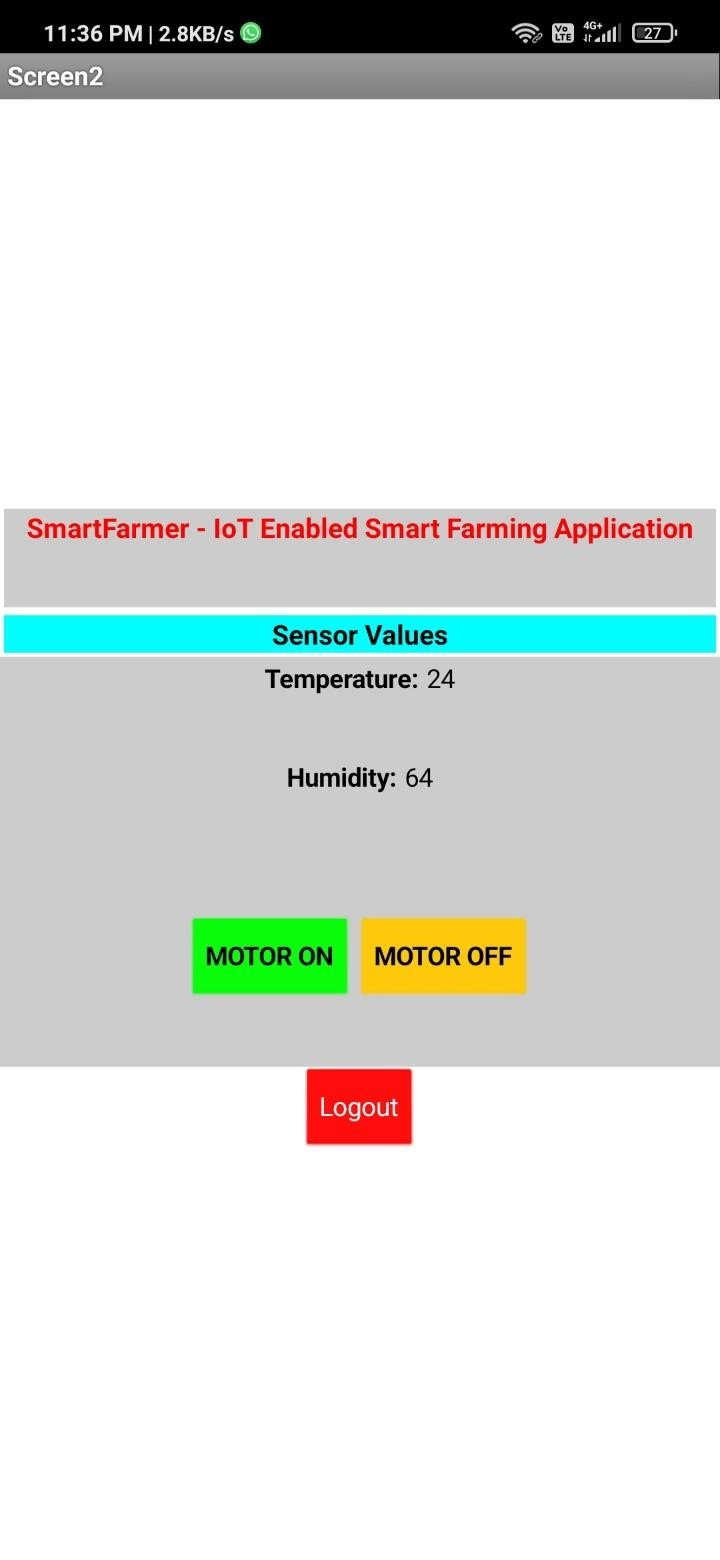 11:36 PM | 2.8KB/s
Vo LTE 4G+ 27
Screen2
SmartFarmer - IoT Enabled Smart Farming Application
Sensor Values
Temperature: 24
Humidity: 64
MOTOR ON MOTOR OFF
Logout